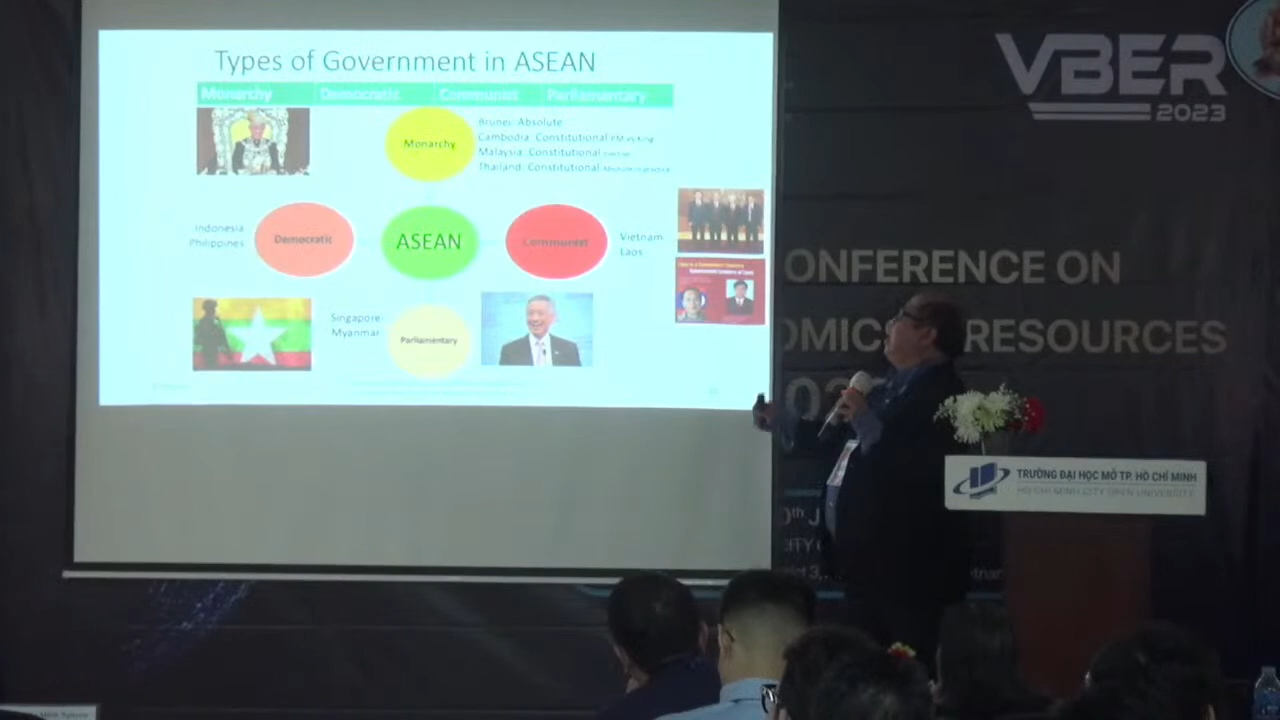 Types of Government in ASEAN
Monarchy
Democratic
Communist
Parliamentary
Monarchy
Brunei: Absolute
Cambodia: Constitutional
Malaysia: Constitutional
Thailand: Constitutional
Indonesia
Philippines
Democratic
ASEAN
Communist
Vietnam
Laos
Singapore
Myanmar
Parliamentary
VBER
2023
ONFERENCE ON
OMIC
RESOURCES
TRƯỜNG ĐẠI HỌC MỞ TP. HỒ CHÍ MINH
HO CHI MINH CITY OPEN UNIVERSITY